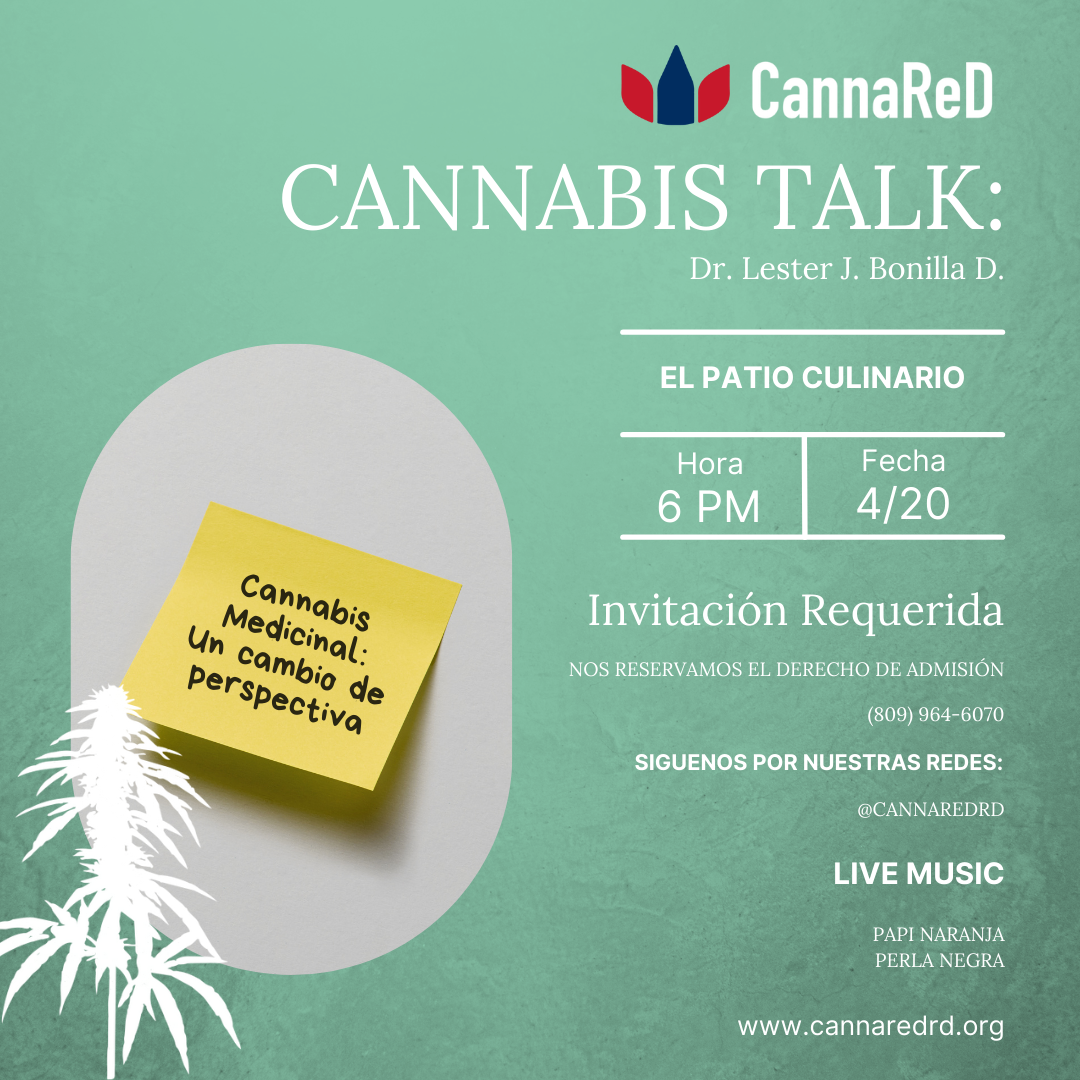 CannaReD
CANNABIS TALK:
Dr. Lester J. Bonilla D.
EL PATIO CULINARIO
Hora
6 PM
Fecha
4/20
Cannabis
Medicinal:
Un cambio de
perspectiva
Invitación Requerida
NOS RESERVAMOS EL DERECHO DE ADMISIÓN
(809) 964-6070
SIGUENOS POR NUESTRAS REDES:
@CANNAREDRD
LIVE MUSIC
PAPI NARANJA
PERLA NEGRA
www.cannaredrd.org